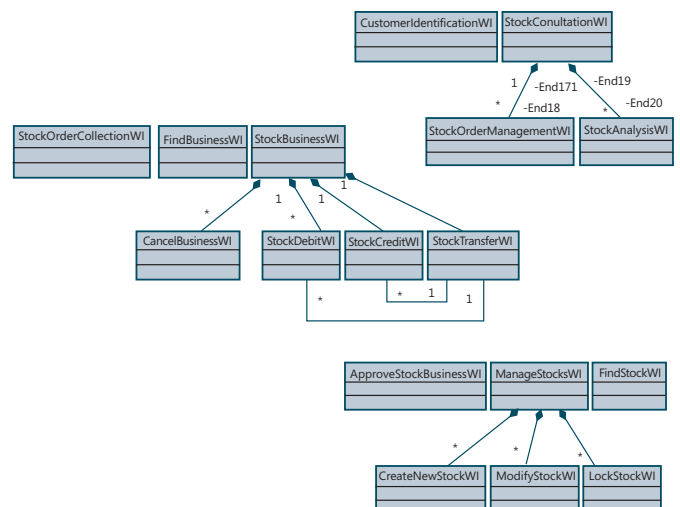 CustomerIdentificationWI
StockConultationWI
1
-End171
-End19
*
-End18
*
-End20
StockOrderManagementWI
StockAnalysisWI
StockOrderCollectionWI
FindBusinessWI
StockBusinessWI
1
*
1
*
1
CancelBusinessWI
StockDebitWI
StockCreditWI
StockTransferWI
*
*
1
1
ApproveStockBusinessWI
ManageStocksWI
FindStockWI
*
*
*
CreateNewStockWI
ModifyStockWI
LockStockWI